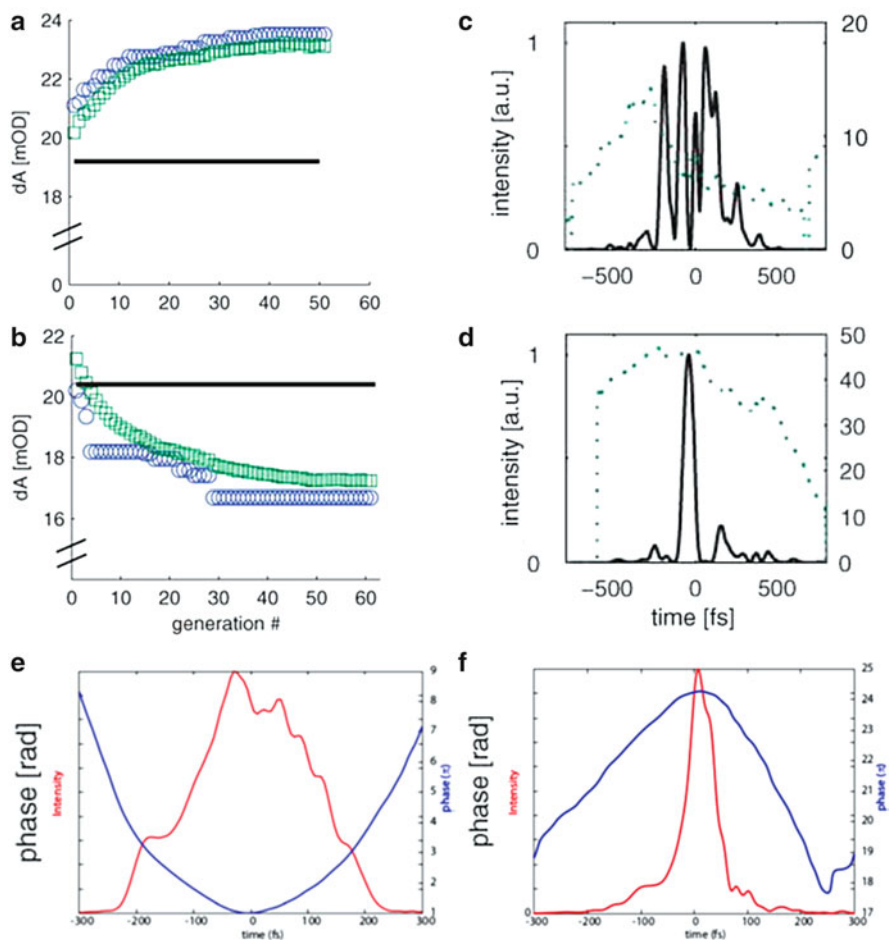 a
24
22
20
18
0
dA [mOD]
0 10 20 30 40 50 60
b
22
20
18
16
dA [mOD]
0 10 20 30 40 50 60
generation #
c
1
0
intensity [a.u.]
20
10
0
−500 0 500
d
1
0
intensity [a.u.]
50
40
30
20
10
0
−500 0 500
time [fs]
e
phase [rad]
Intensity
9
8
7
6
5
4
3
2
1
phase (π)
-300 -200 -100 0 100 200 300
time (fs)
f
phase [rad]
Intensity
0
25
24
23
22
21
20
19
18
17
phase (π)
-300 -200 -100 0 100 200 300
time (fs)